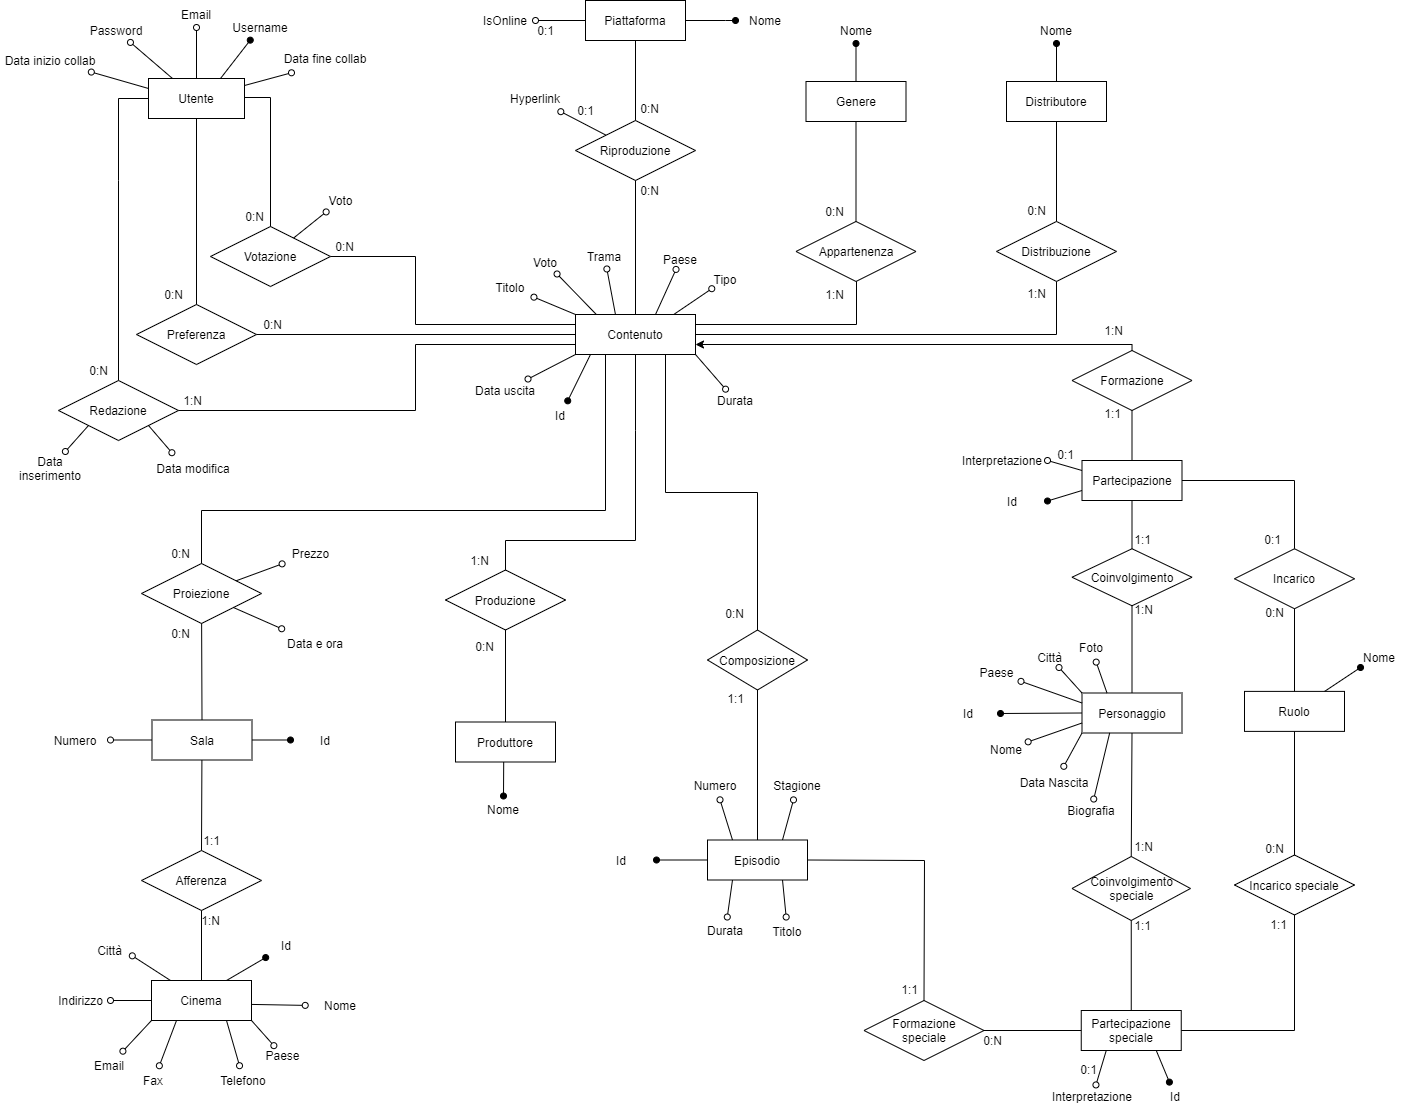 Email
Password
Username
Data inizio collab
Data fine collab
Utente
IsOnline
0:1
Piattaforma
Nome
Nome
Nome
Genere
Distributore
Hyperlink
0:1
0:N
Riproduzione
0:N
Voto
0:N
Votazione
0:N
0:N
Appartenenza
1:N
0:N
Distribuzione
1:N
Titolo
Voto
Trama
Paese
Tipo
Contenuto
Data uscita
Id
Durata
0:N
Preferenza
0:N
0:N
Redazione
1:N
Data
inserimento
Data modifica
1:N
Formazione
1:1
Interpretazione
0:1
Partecipazione
Id
1:1
Coinvolgimento
1:N
0:1
Incarico
0:N
0:N
Prezzo
Proiezione
0:N
Data e ora
1:N
Produzione
0:N
0:N
Composizione
1:1
Foto
Città
Paese
Id
Personaggio
Nome
Data Nascita
Biografia
Nome
Ruolo
Numero
Sala
Id
Produttore
Nome
Numero
Stagione
Id
Episodio
Durata
Titolo
1:1
Afferenza
1:N
1:N
Coinvolgimento
speciale
1:1
0:N
Incarico speciale
1:1
Città
Id
Indirizzo
Cinema
Nome
Email
Fax
Telefono
Paese
1:1
Formazione
speciale
0:N
Partecipazione
speciale
0:1
Interpretazione
Id